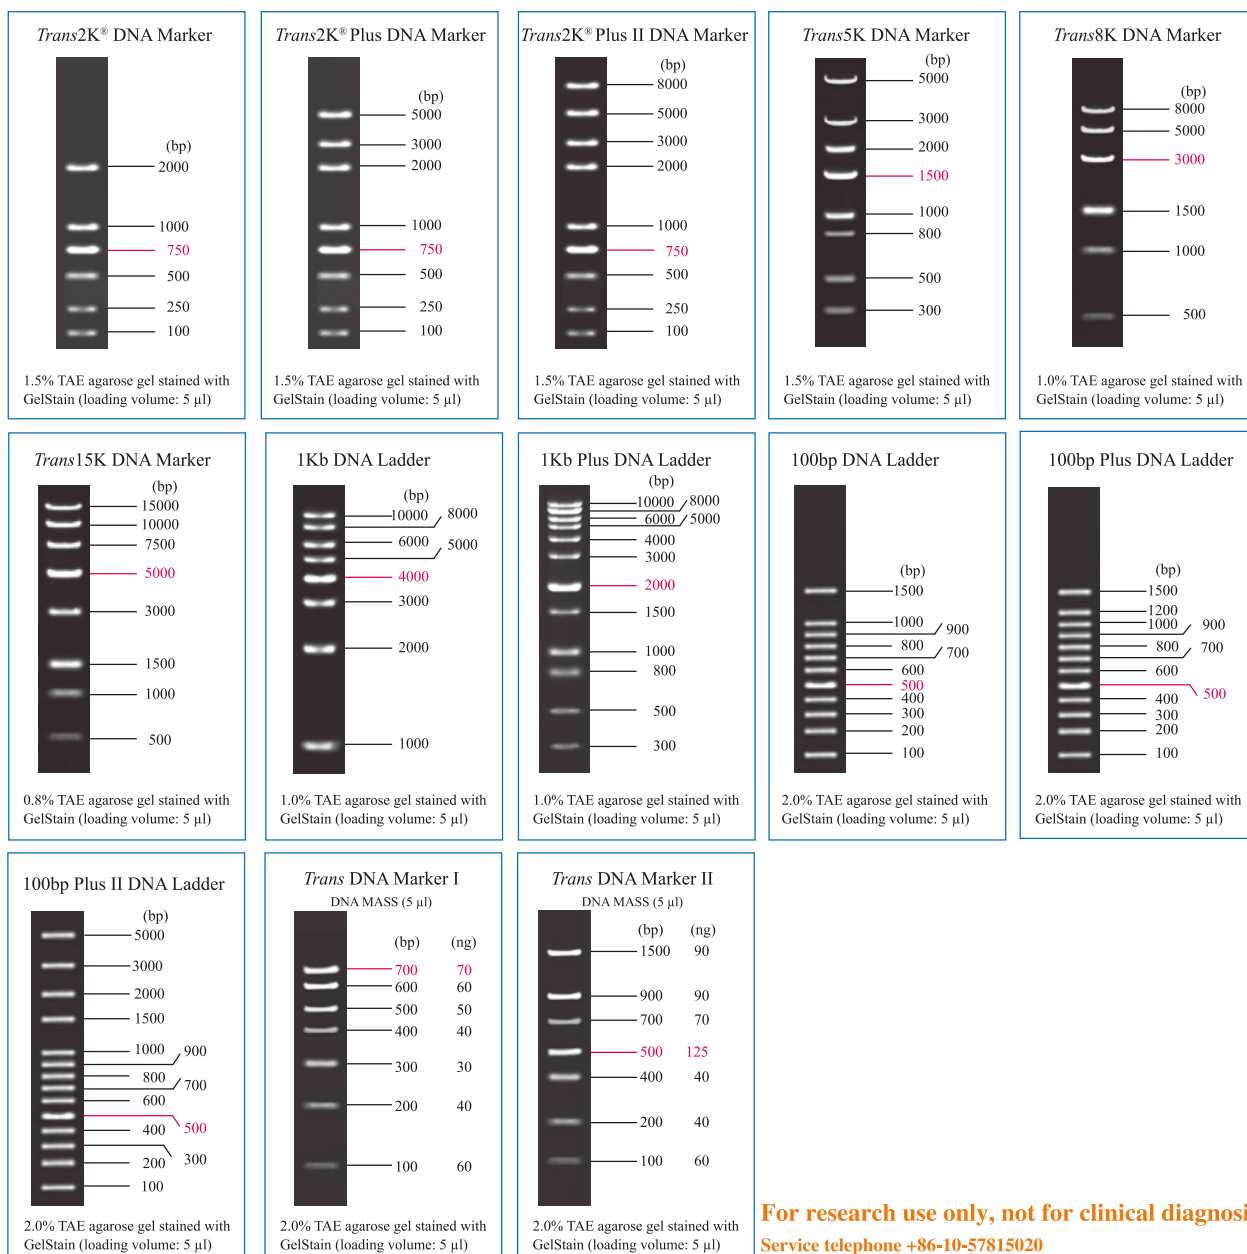 Trans2K® DNA Marker
(bp)
2000
1000
750
500
250
100
1.5% TAE agarose gel stained with
GelStain (loading volume: 5 µl)
Trans2K® Plus DNA Marker
(bp)
5000
3000
2000
1000
750
500
250
100
1.5% TAE agarose gel stained with
GelStain (loading volume: 5 µl)
Trans2K® Plus II DNA Marker
(bp)
8000
5000
3000
2000
1000
750
500
250
100
1.5% TAE agarose gel stained with
GelStain (loading volume: 5 µl)
Trans5K DNA Marker
(bp)
5000
3000
2000
1500
1000
800
500
300
1.5% TAE agarose gel stained with
GelStain (loading volume: 5 µl)
Trans8K DNA Marker
(bp)
8000
5000
3000
1500
1000
500
1.0% TAE agarose gel stained with
GelStain (loading volume: 5 µl)
Trans15K DNA Marker
(bp)
15000
10000
7500
5000
3000
1500
1000
500
0.8% TAE agarose gel stained with
GelStain (loading volume: 5 µl)
1Kb DNA Ladder
(bp)
10000 8000
6000 5000
4000
3000
2000
1000
1.0% TAE agarose gel stained with
GelStain (loading volume: 5 µl)
1Kb Plus DNA Ladder
(bp)
10000 8000
6000 5000
4000
3000
2000
1500
1000
800
500
300
1.0% TAE agarose gel stained with
GelStain (loading volume: 5 µl)
100bp DNA Ladder
(bp)
1500
1000
900
800
700
600
500
400
300
200
100
2.0% TAE agarose gel stained with
GelStain (loading volume: 5 µl)
100bp Plus DNA Ladder
(bp)
1500
1200
1000 900
800 700
600
500
400
300
200
100
2.0% TAE agarose gel stained with
GelStain (loading volume: 5 µl)
100bp Plus II DNA Ladder
(bp)
5000
3000
2000
1500
1000 900
800
700
600
500
400
300
200
100
2.0% TAE agarose gel stained with
GelStain (loading volume: 5 µl)
Trans DNA Marker I
DNA MASS (5 µl)
(bp) (ng)
700 70
600 60
500 50
400 40
300 30
200 40
100 60
2.0% TAE agarose gel stained with
GelStain (loading volume: 5 µl)
Trans DNA Marker II
DNA MASS (5 µl)
(bp) (ng)
1500 90
900 90
700 70
500 125
400 40
200 40
100 60
2.0% TAE agarose gel stained with
GelStain (loading volume: 5 µl)
For research use only, not for clinical diagnosi
Service telephone +86-10-57815020